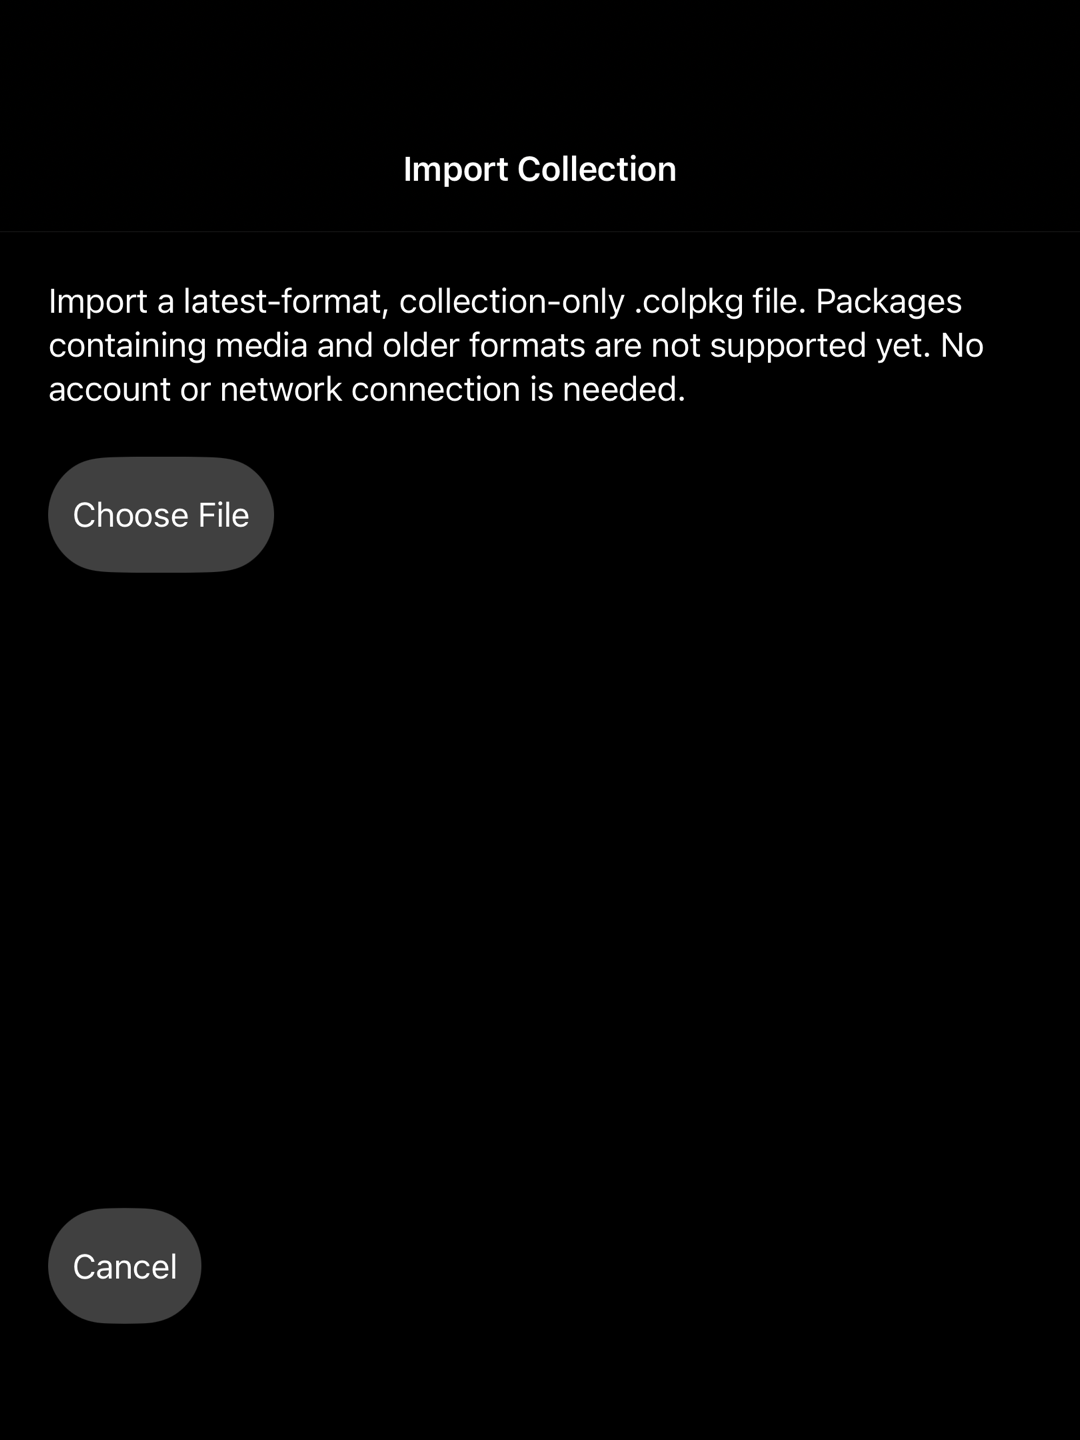 Import Collection
Import a latest-format, collection-only .colpkg file. Packages
containing media and older formats are not supported yet. No
account or network connection is needed.
Choose File
Cancel